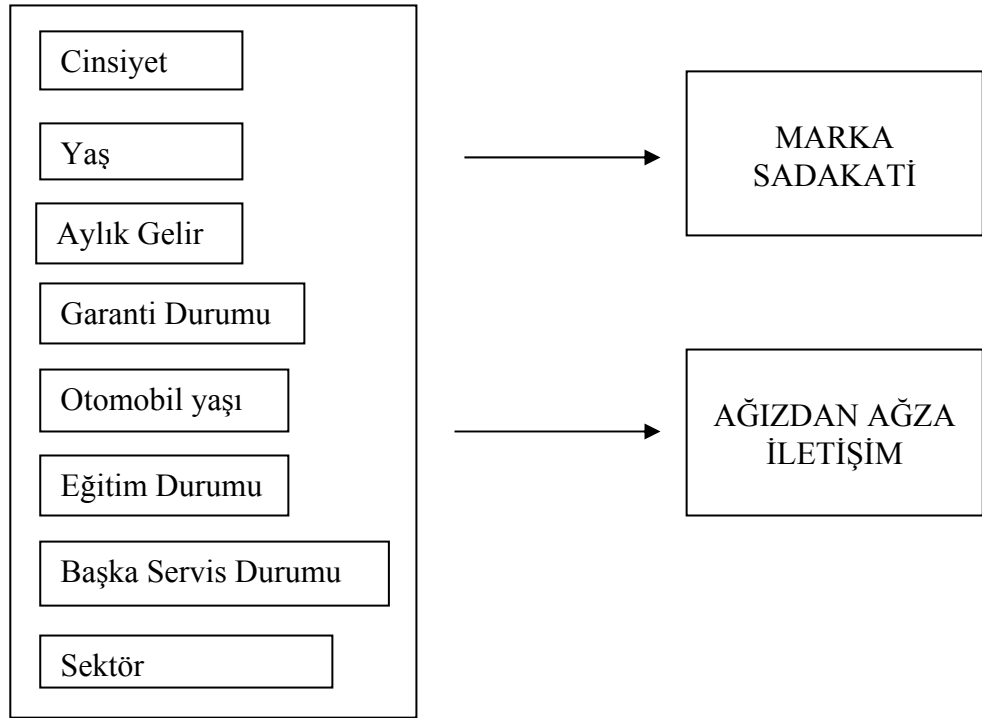 Cinsiyet
Yaş
Aylık Gelir
Garanti Durumu
Otomobil yaşı
Eğitim Durumu
Başka Servis Durumu
Sektör
MARKA
SADAKATİ
AĞIZDAN AĞZA
İLETİŞİM